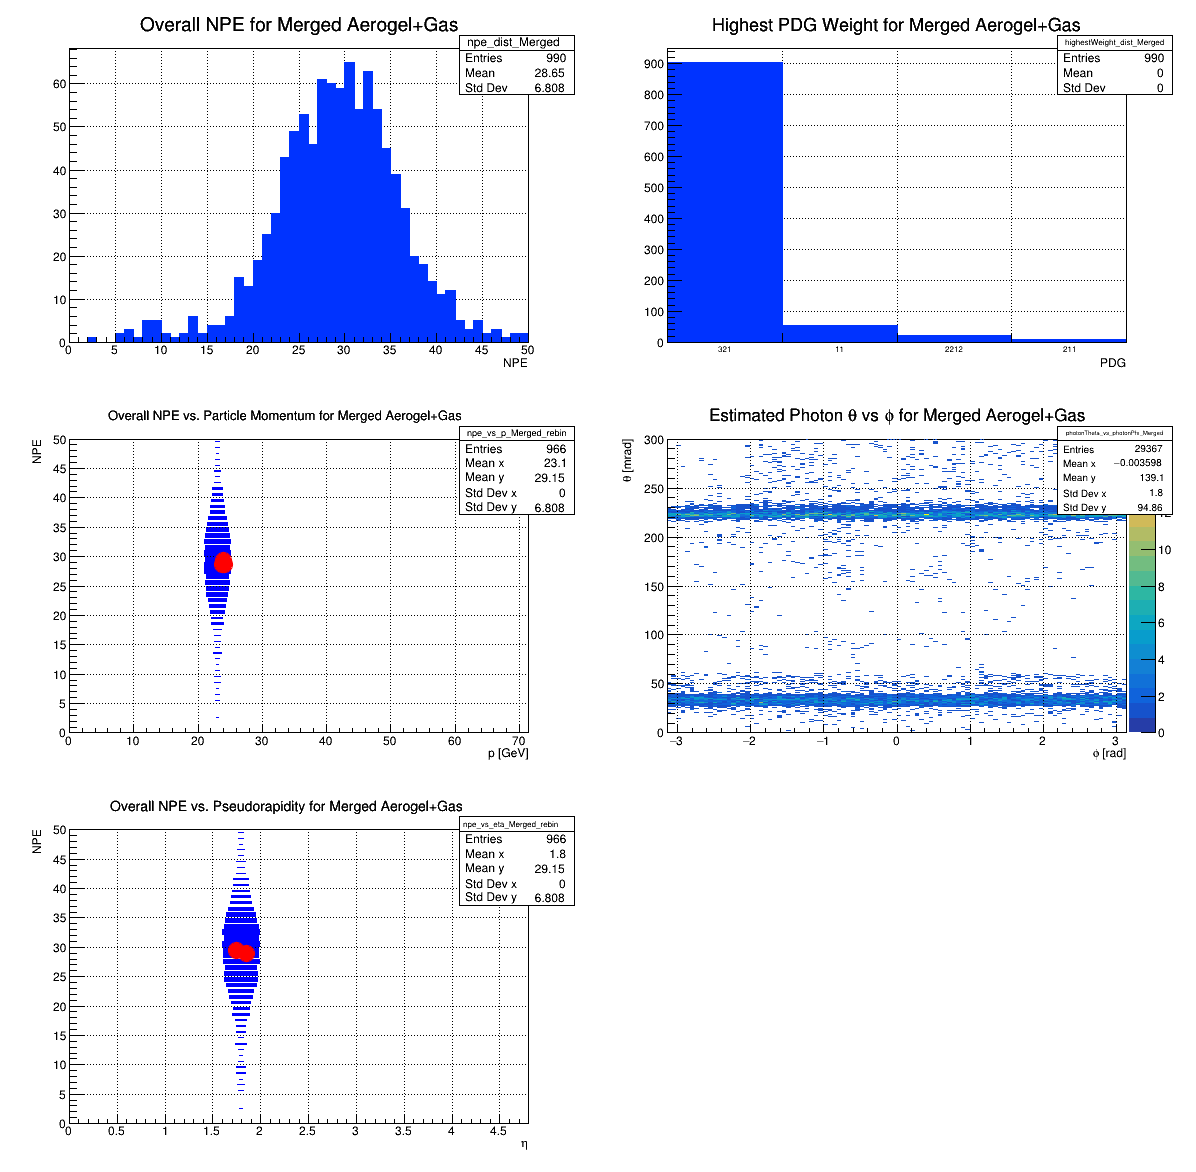 Overall NPE for Merged Aerogel+Gas
npe_dist_Merged
Entries 990
Mean 28.65
Std Dev 6.808
60
50
40
30
20
10
0
0 5 10 15 20 25 30 35 40 45 50
NPE
Highest PDG Weight for Merged Aerogel+Gas
highestWeight_dist_Merged
Entries 990
Mean 0
Std Dev 0
900
800
700
600
500
400
300
200
100
0
321 11 2212 211
PDG
Overall NPE vs. Particle Momentum for Merged Aerogel+Gas
npe_vs_p_Merged_rebin
Entries 966
Mean x 23.1
Mean y 29.15
Std Dev x 0
Std Dev y 6.808
NPE
50
45
40
35
30
25
20
15
10
5
0
0 10 20 30 40 50 60 70
p [GeV]
Estimated Photon θ vs ϕ for Merged Aerogel+Gas
photonTheta_vs_photonPhi_Merged
Entries 29367
Mean x −0.003598
Mean y 139.1
Std Dev x 1.8
Std Dev y 94.86
θ [mrad]
300
250
200
150
100
50
0
−3 −2 −1 0 1 2 3
ϕ [rad]
10
8
6
4
2
0
Overall NPE vs. Pseudorapidity for Merged Aerogel+Gas
npe_vs_eta_Merged_rebin
Entries 966
Mean x 1.8
Mean y 29.15
Std Dev x 0
Std Dev y 6.808
NPE
50
45
40
35
30
25
20
15
10
5
0
0 0.5 1 1.5 2 2.5 3 3.5 4 4.5
η